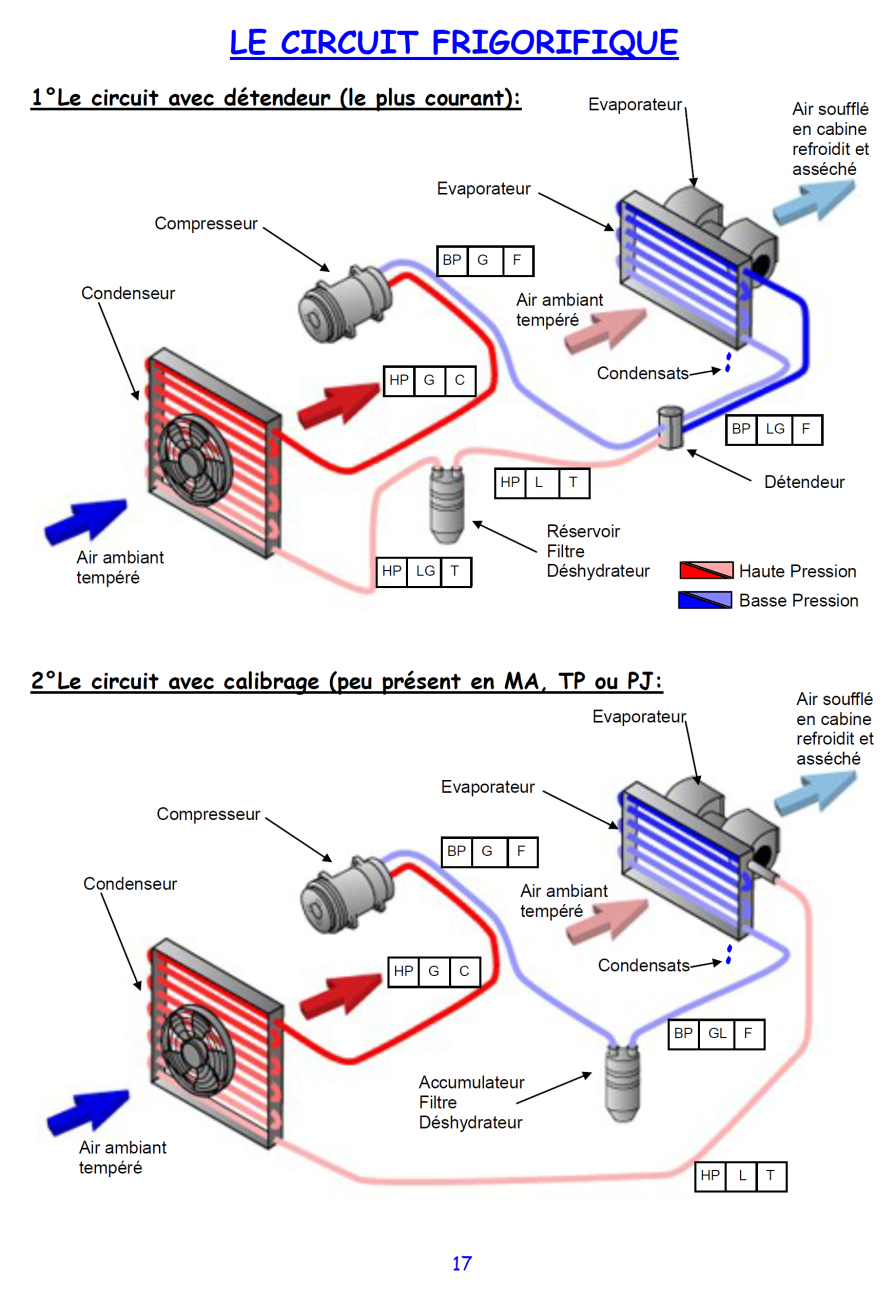 LE CIRCUIT FRIGORIFIQUE
1°Le circuit avec détendeur (le plus courant):
Evaporateur
Air soufflé
en cabine
refroidit et
asséché
Evaporateur
Compresseur
BP G F
Condenseur
Air ambiant
tempéré
Condensats
HP G C
BP LG F
HP L T
Détendeur
Réservoir
Filtre
Déshydrateur
Air ambiant
tempéré
HP LG T
Haute Pression
Basse Pression
2°Le circuit avec calibrage (peu présent en MA, TP ou PJ:
Evaporateur
Air soufflé
en cabine
refroidit et
asséché
Evaporateur
Compresseur
BP G F
Condenseur
Air ambiant
tempéré
Condensats
HP G C
BP GL F
Accumulateur
Filtre
Déshydrateur
Air ambiant
tempéré
HP L T
17